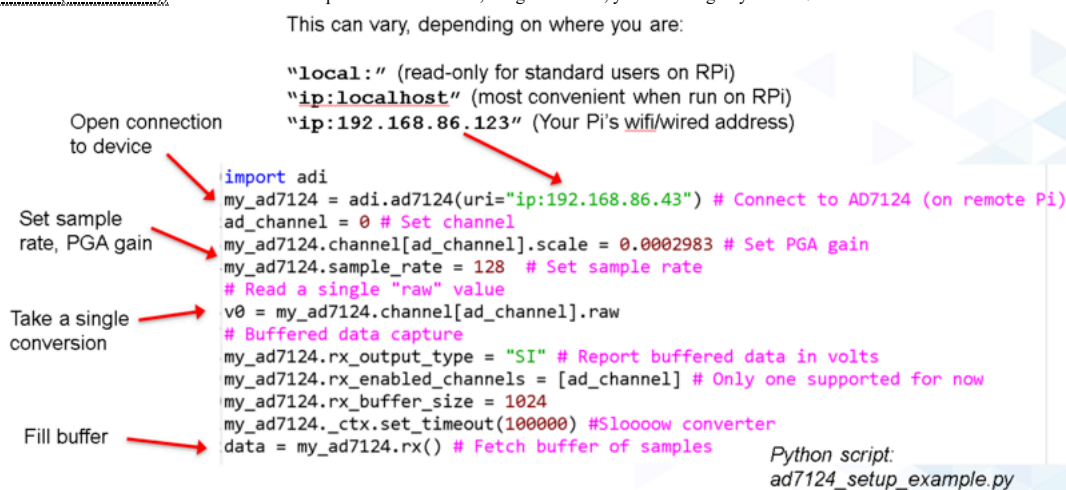 This can vary, depending on where you are:
"local:" (read-only for standard users on RPi)
"ip:localhost" (most convenient when run on RPi)
"ip:192.168.86.123" (Your Pi's wifi/wired address)
Open connection
to device
import adi
my_ad7124 = adi.ad7124(uri="ip:192.168.86.43") # Connect to AD7124 (on remote Pi)
ad_channel = 0 # Set channel
Set sample
rate, PGA gain
my_ad7124.channel[ad_channel].scale = 0.0002983 # Set PGA gain
my_ad7124.sample_rate = 128 # Set sample rate
# Read a single "raw" value
Take a single
conversion
v0 = my_ad7124.channel[ad_channel].raw
# Buffered data capture
my_ad7124.rx_output_type = "SI" # Report buffered data in volts
my_ad7124.rx_enabled_channels = [ad_channel] # Only one supported for now
my_ad7124.rx_buffer_size = 1024
my_ad7124._ctx.set_timeout(100000) #Sloooow converter
Fill buffer
data = my_ad7124.rx() # Fetch buffer of samples
Python script:
ad7124_setup_example.py